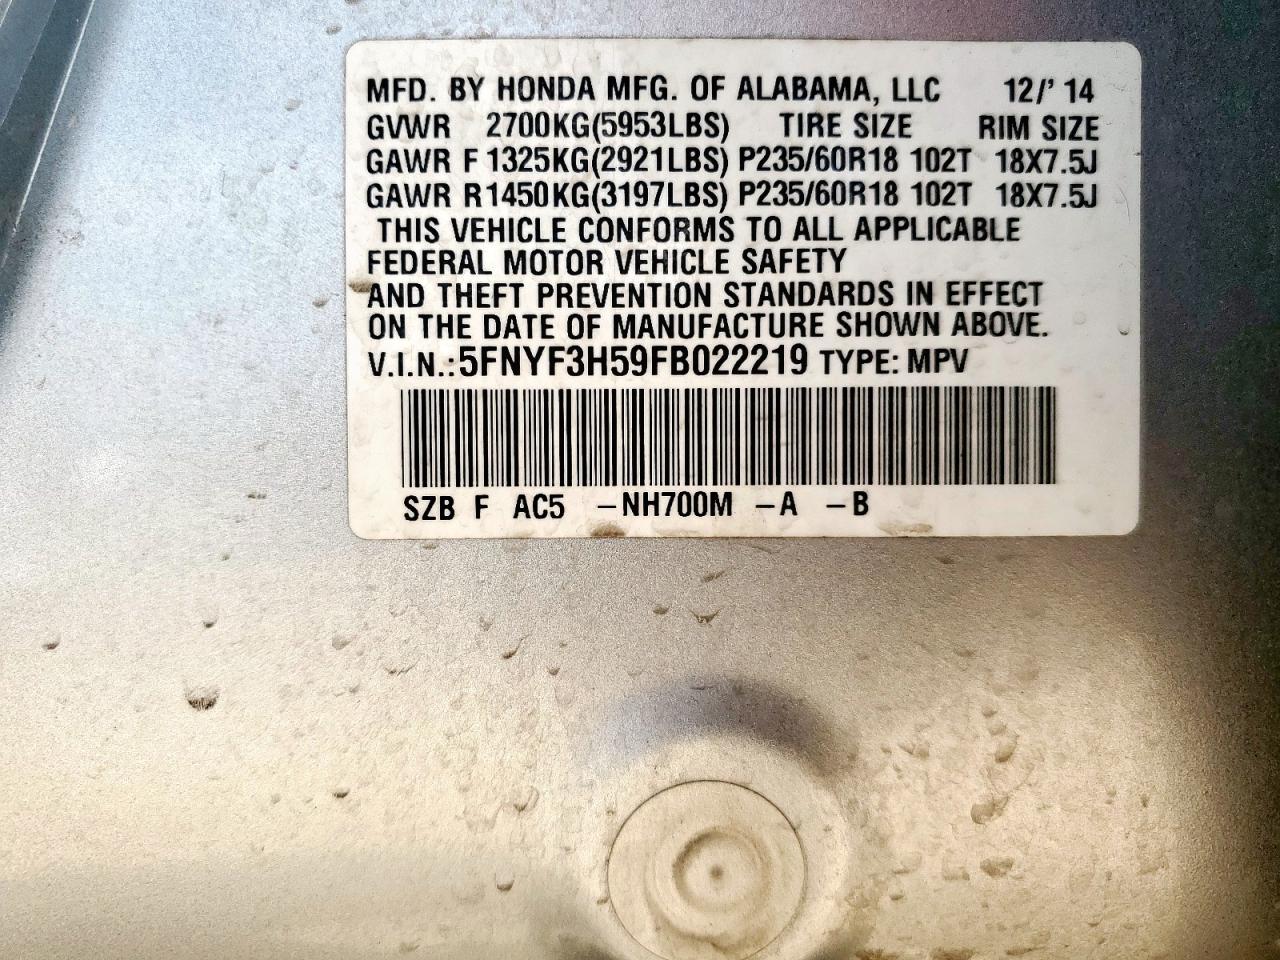 MFD. BY HONDA MFG. OF ALABAMA, LLC 12/' 14
GVWR 2700KG(5953LBS) TIRE SIZE RIM SIZE
GAWR F 1325KG(2921LBS) P235/60R18 102T 18X7.5J
GAWR R 1450KG(3197LBS) P235/60R18 102T 18X7.5J
THIS VEHICLE CONFORMS TO ALL APPLICABLE
FEDERAL MOTOR VEHICLE SAFETY
AND THEFT PREVENTION STANDARDS IN EFFECT
ON THE DATE OF MANUFACTURE SHOWN ABOVE.
V.I.N.:5FNYF3H59FB022219 TYPE: MPV
SZB F AC5 -NH700M -A -B